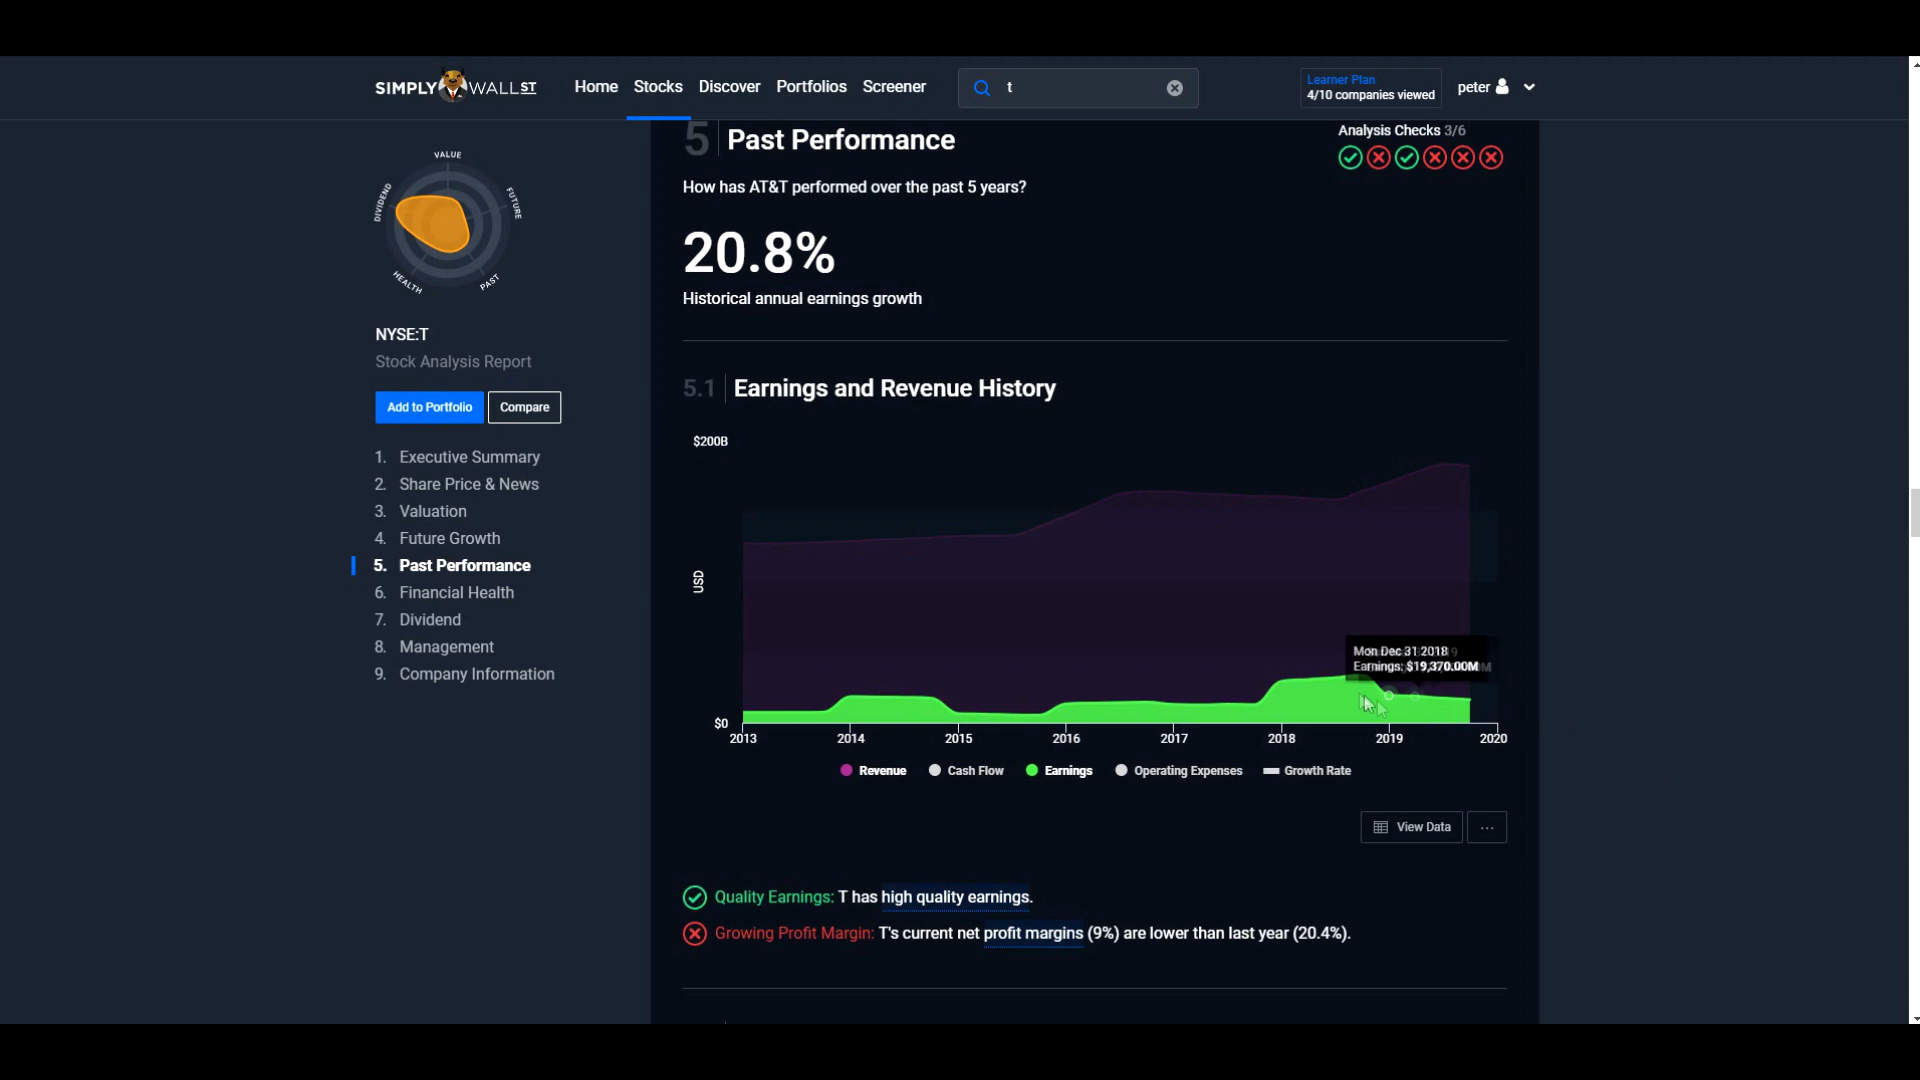 SIMPLY WALLST
Home Stocks Discover Portfolios Screener
t
Learner Plan
4/10 companies viewed
peter
VALUE
FUTURE
PAST
HEALTH
DIVIDEND
NYSE:T
Stock Analysis Report
Add to Portfolio
Compare
1. Executive Summary
2. Share Price & News
3. Valuation
4. Future Growth
5. Past Performance
6. Financial Health
7. Dividend
8. Management
9. Company Information
5 Past Performance
Analysis Checks 3/6
How has AT&T performed over the past 5 years?
20.8%
Historical annual earnings growth
5.1 Earnings and Revenue History
$200B
USD
Mon Dec 31 2018
Earnings: $19,370.00M
$0
2013 2014 2015 2016 2017 2018 2019 2020
Revenue Cash Flow Earnings Operating Expenses Growth Rate
View Data ...
Quality Earnings: T has high quality earnings.
Growing Profit Margin: T's current net profit margins (9%) are lower than last year (20.4%).